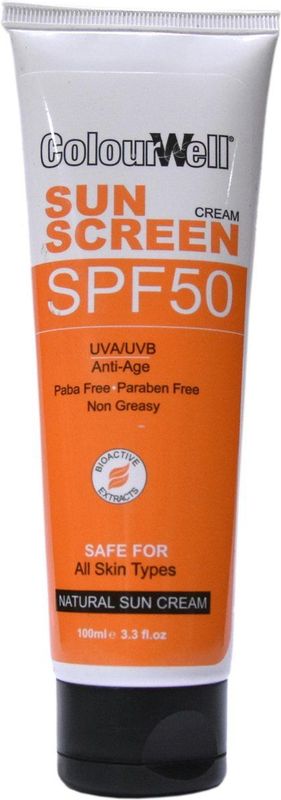 ColourWell®
SUN CREAM
SCREEN
SPF50
UVA/UVB
Anti-Age
Paba Free • Paraben Free
Non Greasy
BIOACTIVE
EXTRACTS
SAFE FOR
All Skin Types
NATURAL SUN CREAM
100ml e 3.3 fl.oz